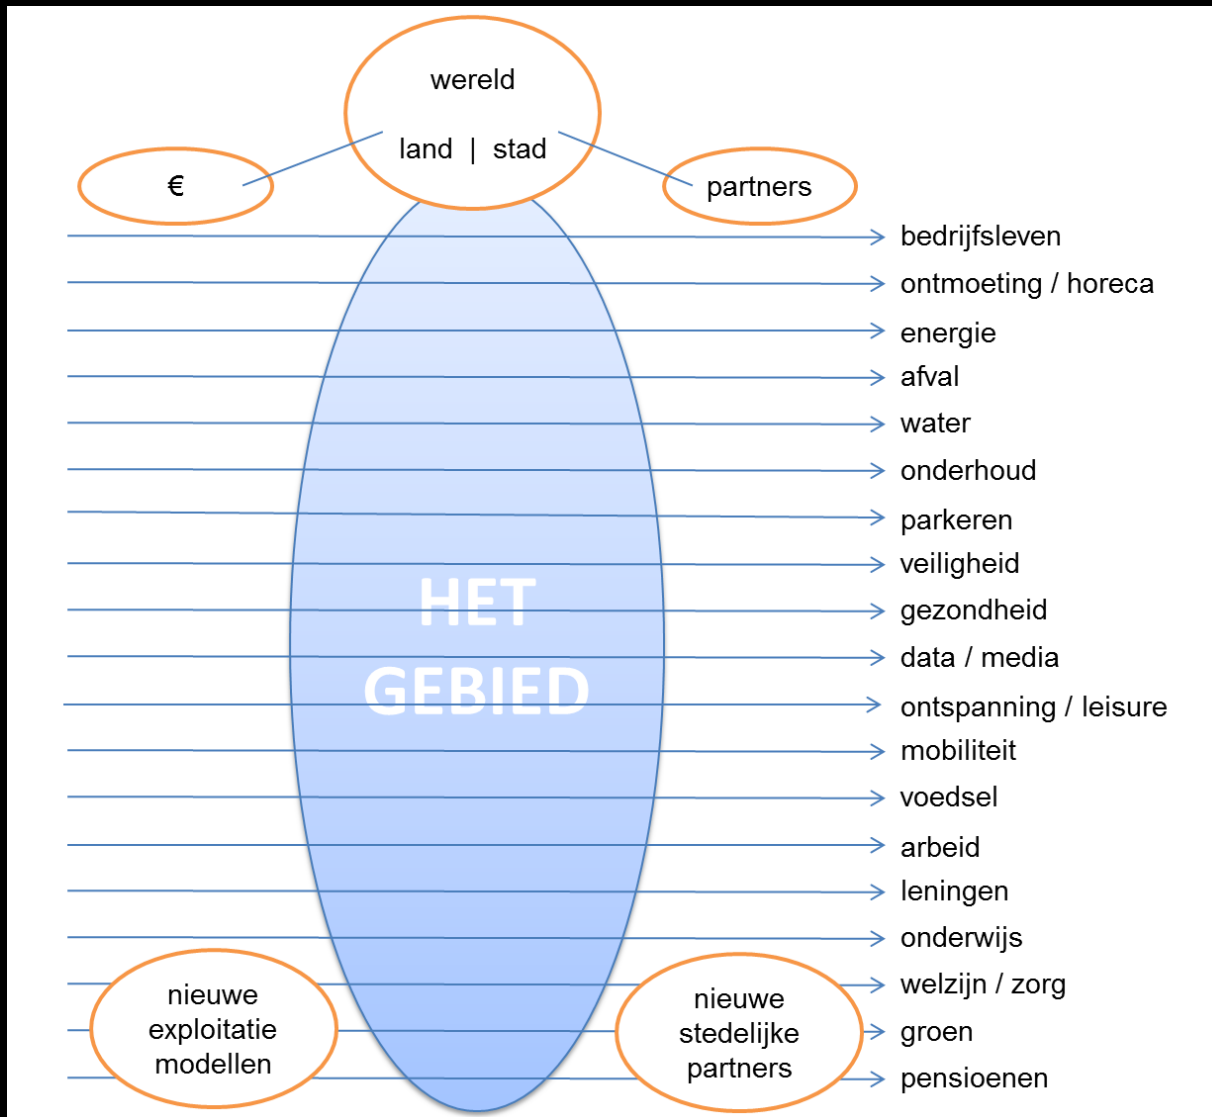 wereld
land | stad
€
partners
bedrijfsleven
ontmoeting / horeca
energie
afval
water
onderhoud
parkeren
veiligheid
HET
gezondheid
data / media
GEBIED
ontspanning / leisure
mobiliteit
voedsel
arbeid
leningen
onderwijs
welzijn / zorg
nieuwe
exploitatie
modellen
nieuwe
stedelijke
partners
groen
pensioenen